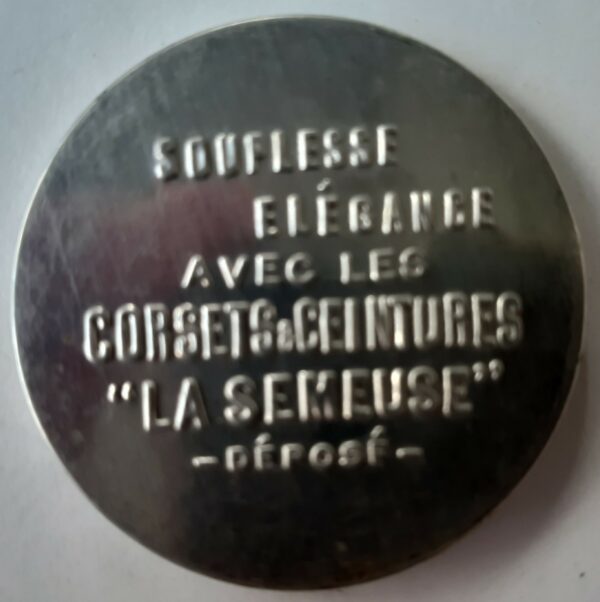 SOUPLESSE
ELÉGANCE
AVEC LES
CORSETS & CEINTURES
"LA SEMEUSE"
- DÉPOSÉ -